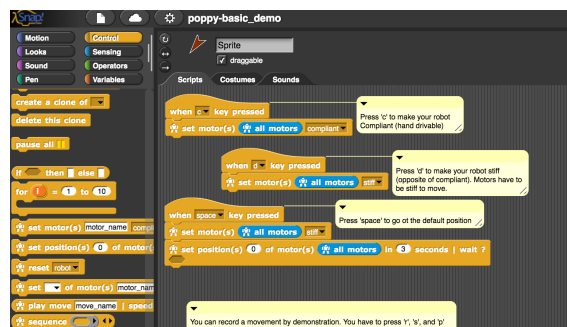 Snap!
poppy-basic_demo
Motion Control
Looks Sensing
Sound Operators
Pen Variables
Sprite
draggable
Scripts Costumes Sounds
create a clone of
delete this clone
pause all
if then else
for i = 1 to 10
set motor(s) motor_name compl
set position(s) 0 of motor(
reset robot
set of motor(s) motor_nam
play move move_name | speed
sequence
when c key pressed
set motor(s) all motors compliant
Press 'c' to make your robot
Compliant (hand drivable)
when d key pressed
set motor(s) all motors stiff
Press 'd' to make your robot stiff
(opposite of compliant). Motors have to
be stiff to move.
when space key pressed
set motor(s) all motors stiff
set position(s) 0 of motor(s) all motors in 3 seconds | wait ?
Press 'space' to go ot the default position
You can record a movement by demonstration. You have to press 'r', 's', and 'p'